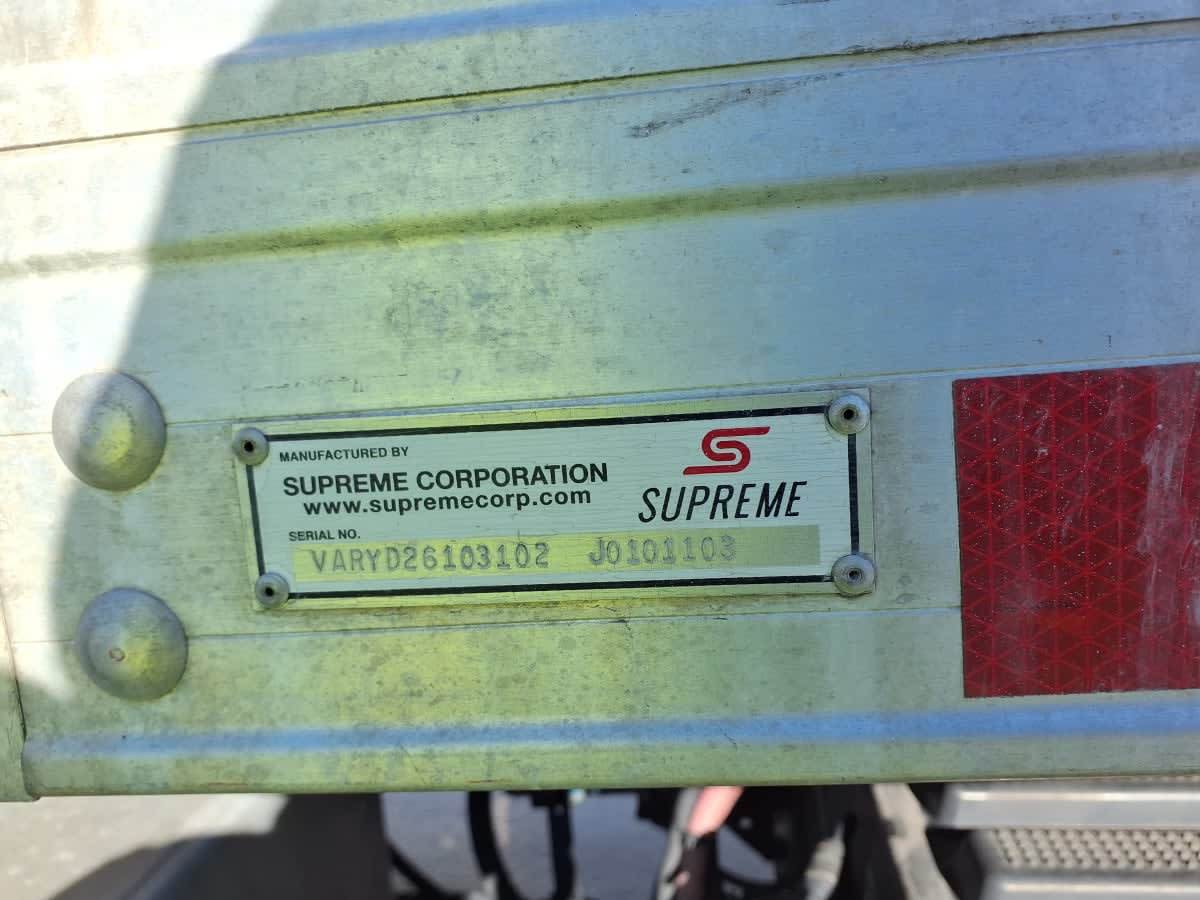 MANUFACTURED BY
SUPREME CORPORATION
www.supremecorp.com
SUPREME
SERIAL NO.
VARYD26103102 J0101103